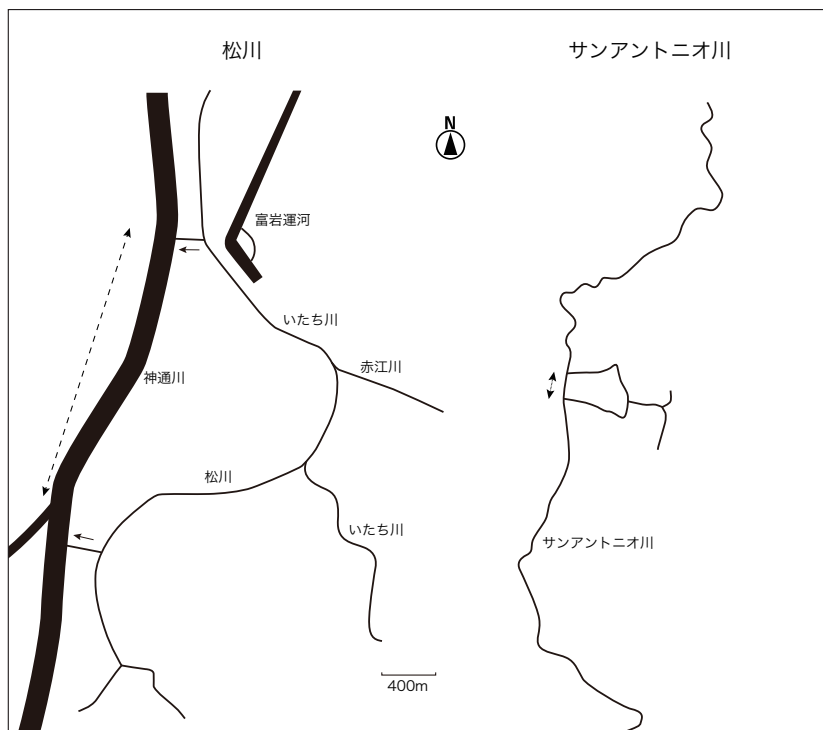 松川
サンアントニオ川
N
富岩運河
いたち川
赤江川
神通川
松川
いたち川
サンアントニオ川
400m